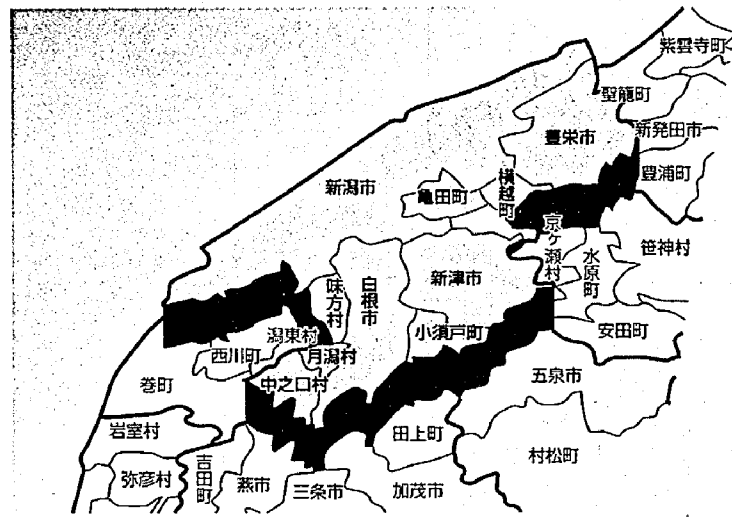 紫雲寺町
聖籠町
新発田市
豊栄市
豊浦町
新潟市
亀田町
横越町
京ヶ瀬村
水原町
笹神村
味方村
白根市
新津市
潟東村
小須戸町
安田町
西川町
月潟村
巻町
中之口村
五泉市
岩室村
田上町
村松町
弥彦村
吉田町
燕市
三条市
加茂市